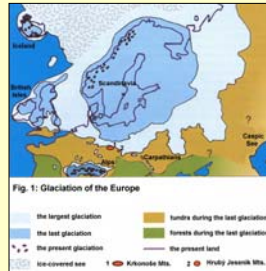 Iceland
British
Isles
Scandinavia
?
?
Caspic
See
Alps
Carpathians
Fig. 1: Glaciation of the Europe
the largest glaciation
tundra during the last glaciation
the last glaciation
forests during the last glaciation
the present glaciation
the present land
ice-covered sea
1 Krkonoše Mts.
2 Hrubý Jeseník Mts.